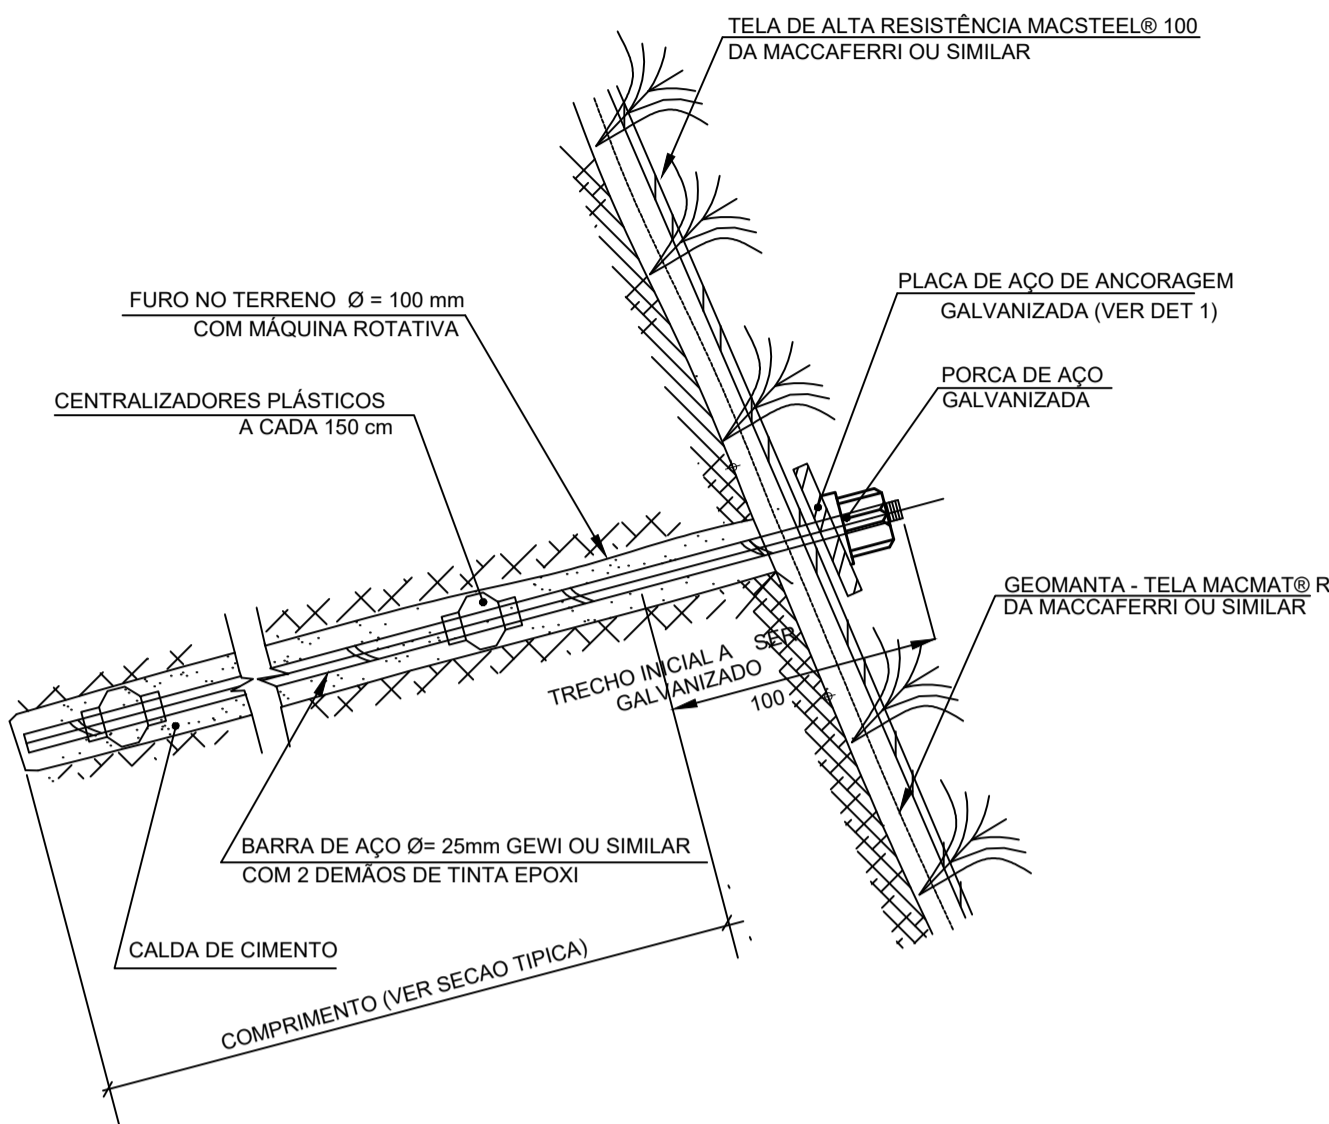 TELA DE ALTA RESISTÊNCIA MACSTEEL® 100
DA MACCAFERRI OU SIMILAR
FURO NO TERRENO Ø = 100 mm
COM MÁQUINA ROTATIVA
PLACA DE AÇO DE ANCORAGEM
GALVANIZADA (VER DET 1)
CENTRALIZADORES PLÁSTICOS
A CADA 150 cm
PORCA DE AÇO
GALVANIZADA
GEOMANTA - TELA MACMAT® R
DA MACCAFERRI OU SIMILAR
TRECHO INICIAL A SER
GALVANIZADO
100
BARRA DE AÇO Ø= 25mm GEWI OU SIMILAR
COM 2 DEMÃOS DE TINTA EPOXI
CALDA DE CIMENTO
COMPRIMENTO (VER SECAO TIPICA)